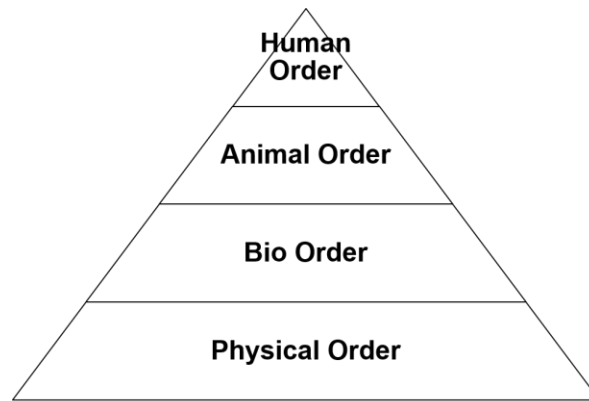 Human
Order
Animal Order
Bio Order
Physical Order